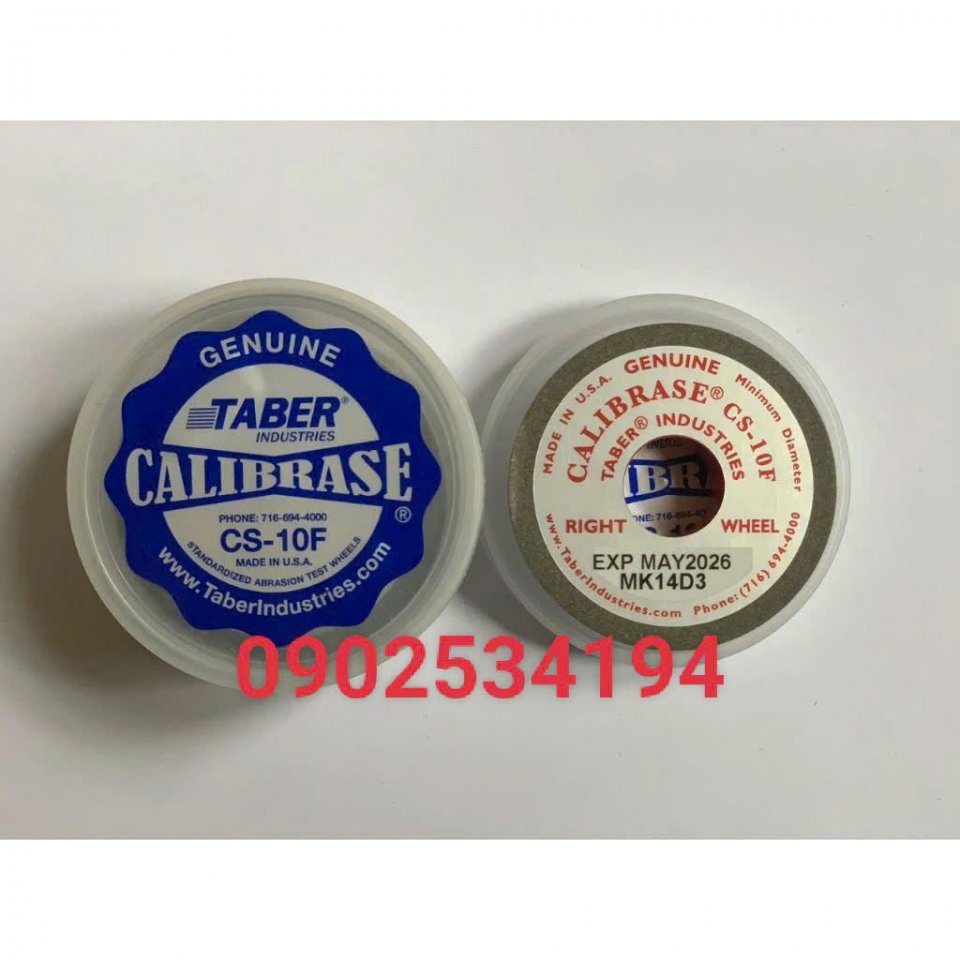 GENUINE
TABER®
INDUSTRIES
CALIBRASE®
PHONE: 716-694-4000
CS-10F
MADE IN U.S.A.
STANDARDIZED ABRASION TEST WHEELS
www.TaberIndustries.com
MADE IN U.S.A. GENUINE Minimum Diameter
CALIBRASE® CS-10F
TABER® INDUSTRIES
RIGHT WHEEL
EXP MAY2026
MK14D3
www.TaberIndustries.com Phone: (716) 694-4000
0902534194